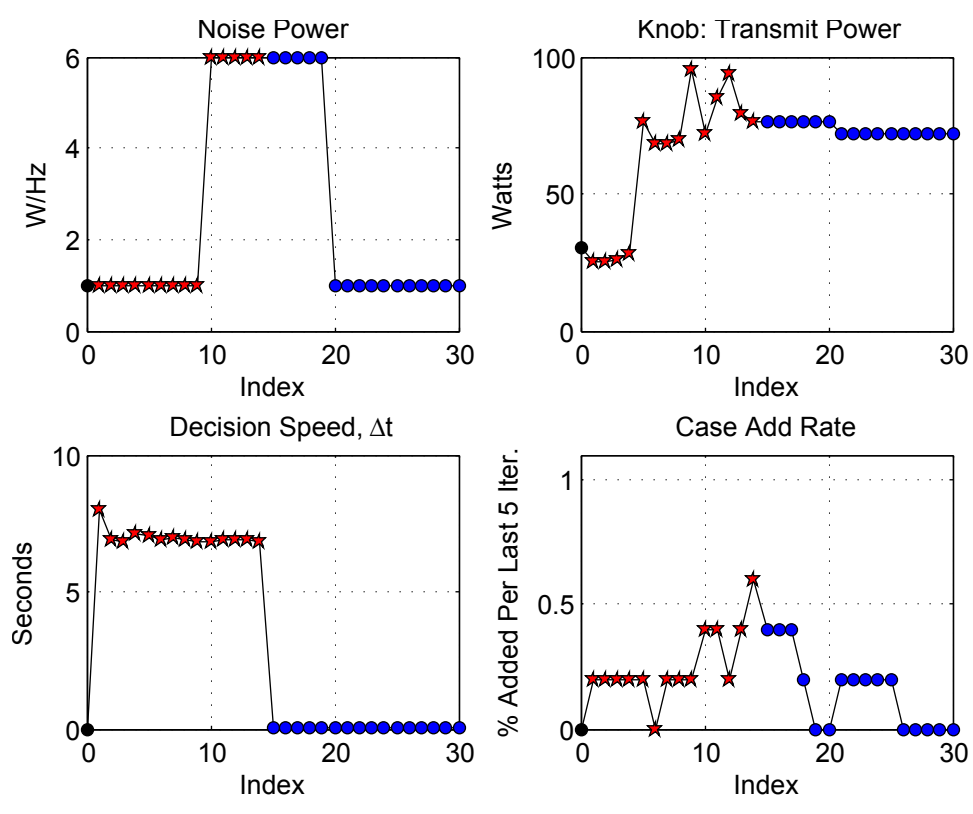 Noise Power
6
4
2
0
W/Hz
0 10 20 30
Index
Knob: Transmit Power
100
50
0
Watts
0 10 20 30
Index
Decision Speed, Δt
10
5
0
Seconds
0 10 20 30
Index
Case Add Rate
1
0.5
0
% Added Per Last 5 Iter.
0 10 20 30
Index